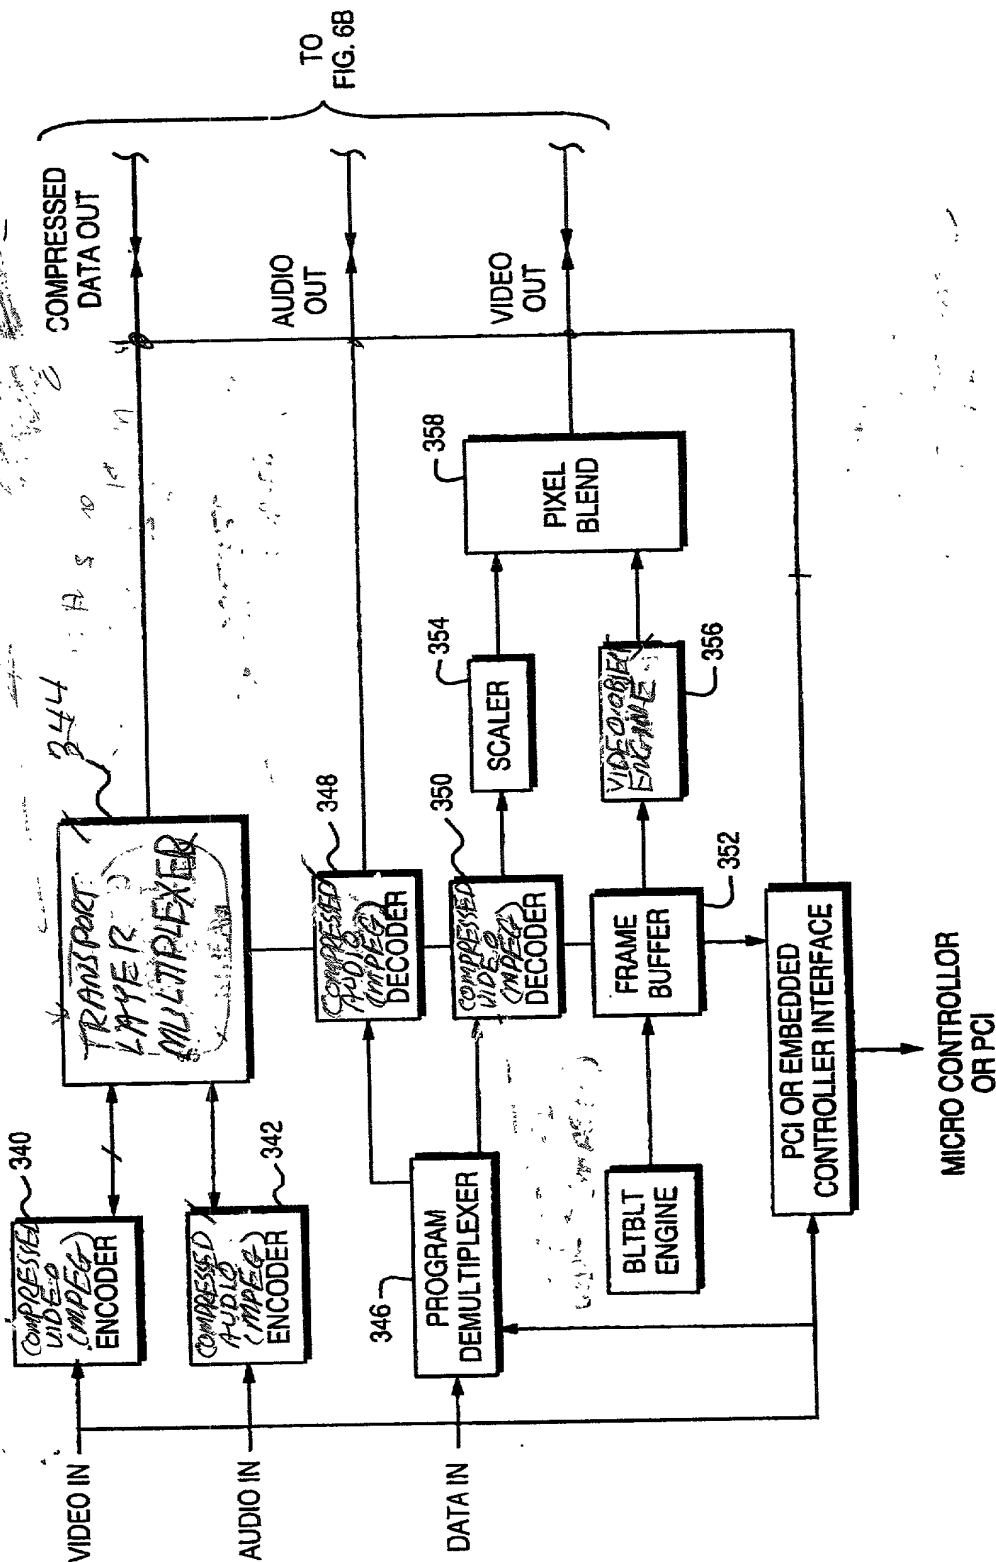 VIDEO IN
AUDIO IN
DATA IN
340
COMPRESSED
VIDEO
(MPEG)
ENCODER
342
COMPRESSED
AUDIO
(MPEG)
ENCODER
344
TRANSPORT
LAYER
MULTIPLEXER
346
PROGRAM
DEMULTIPLEXER
BLTBLT
ENGINE
348
COMPRESSED
AUDIO
(MPEG)
DECODER
350
COMPRESSED
VIDEO
(MPEG)
DECODER
352
FRAME
BUFFER
PCI OR EMBEDDED
CONTROLLER INTERFACE
354
SCALER
356
VIDEO OBJECT
ENGINE
358
PIXEL
BLEND
COMPRESSED
DATA OUT
AUDIO
OUT
VIDEO
OUT
TO
FIG. 6B
MICRO CONTROLLOR
OR PCI